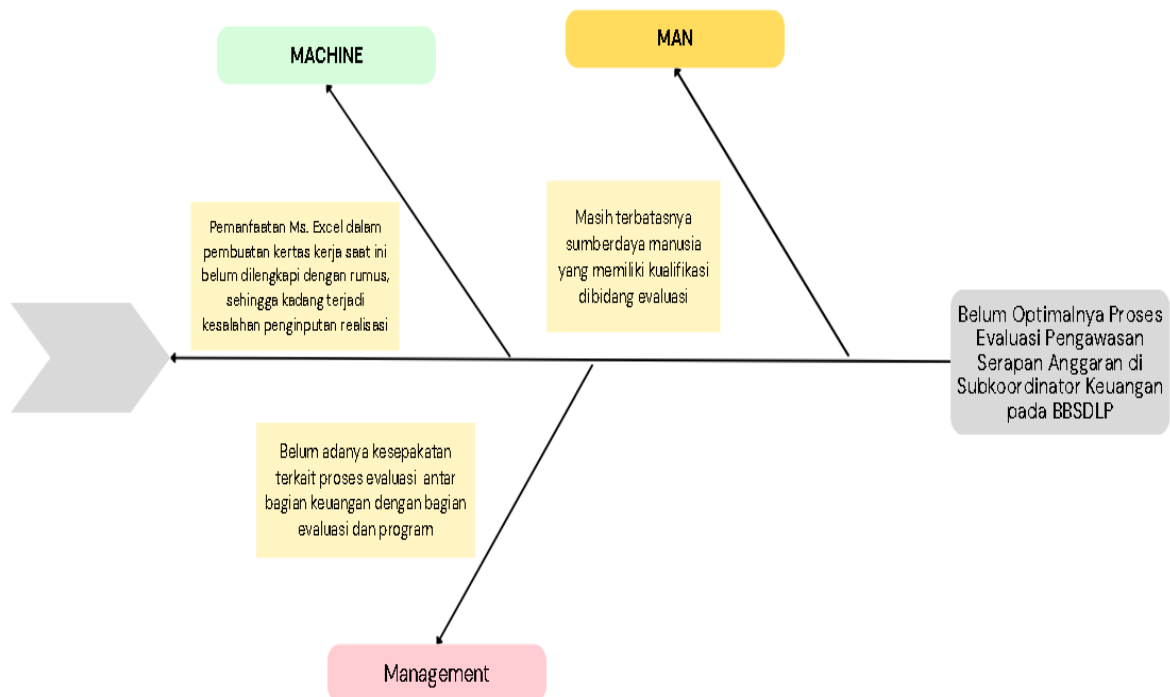 MACHINE
MAN
Pemanfaatan Ms. Excel dalam
pembuatan kertas kerja saat ini
belum dilengkapi dengan rumus,
sehingga kadang terjadi
kesalahan penginputan realisasi
Masih terbatasnya
sumberdaya manusia
yang memiliki kualifikasi
dibidang evaluasi
Belum Optimalnya Proses
Evaluasi Pengawasan
Serapan Anggaran di
Subkoordinator Keuangan
pada BBSDLP
Belum adanya kesepakatan
terkait proses evaluasi antar
bagian keuangan dengan bagian
evaluasi dan program
Management